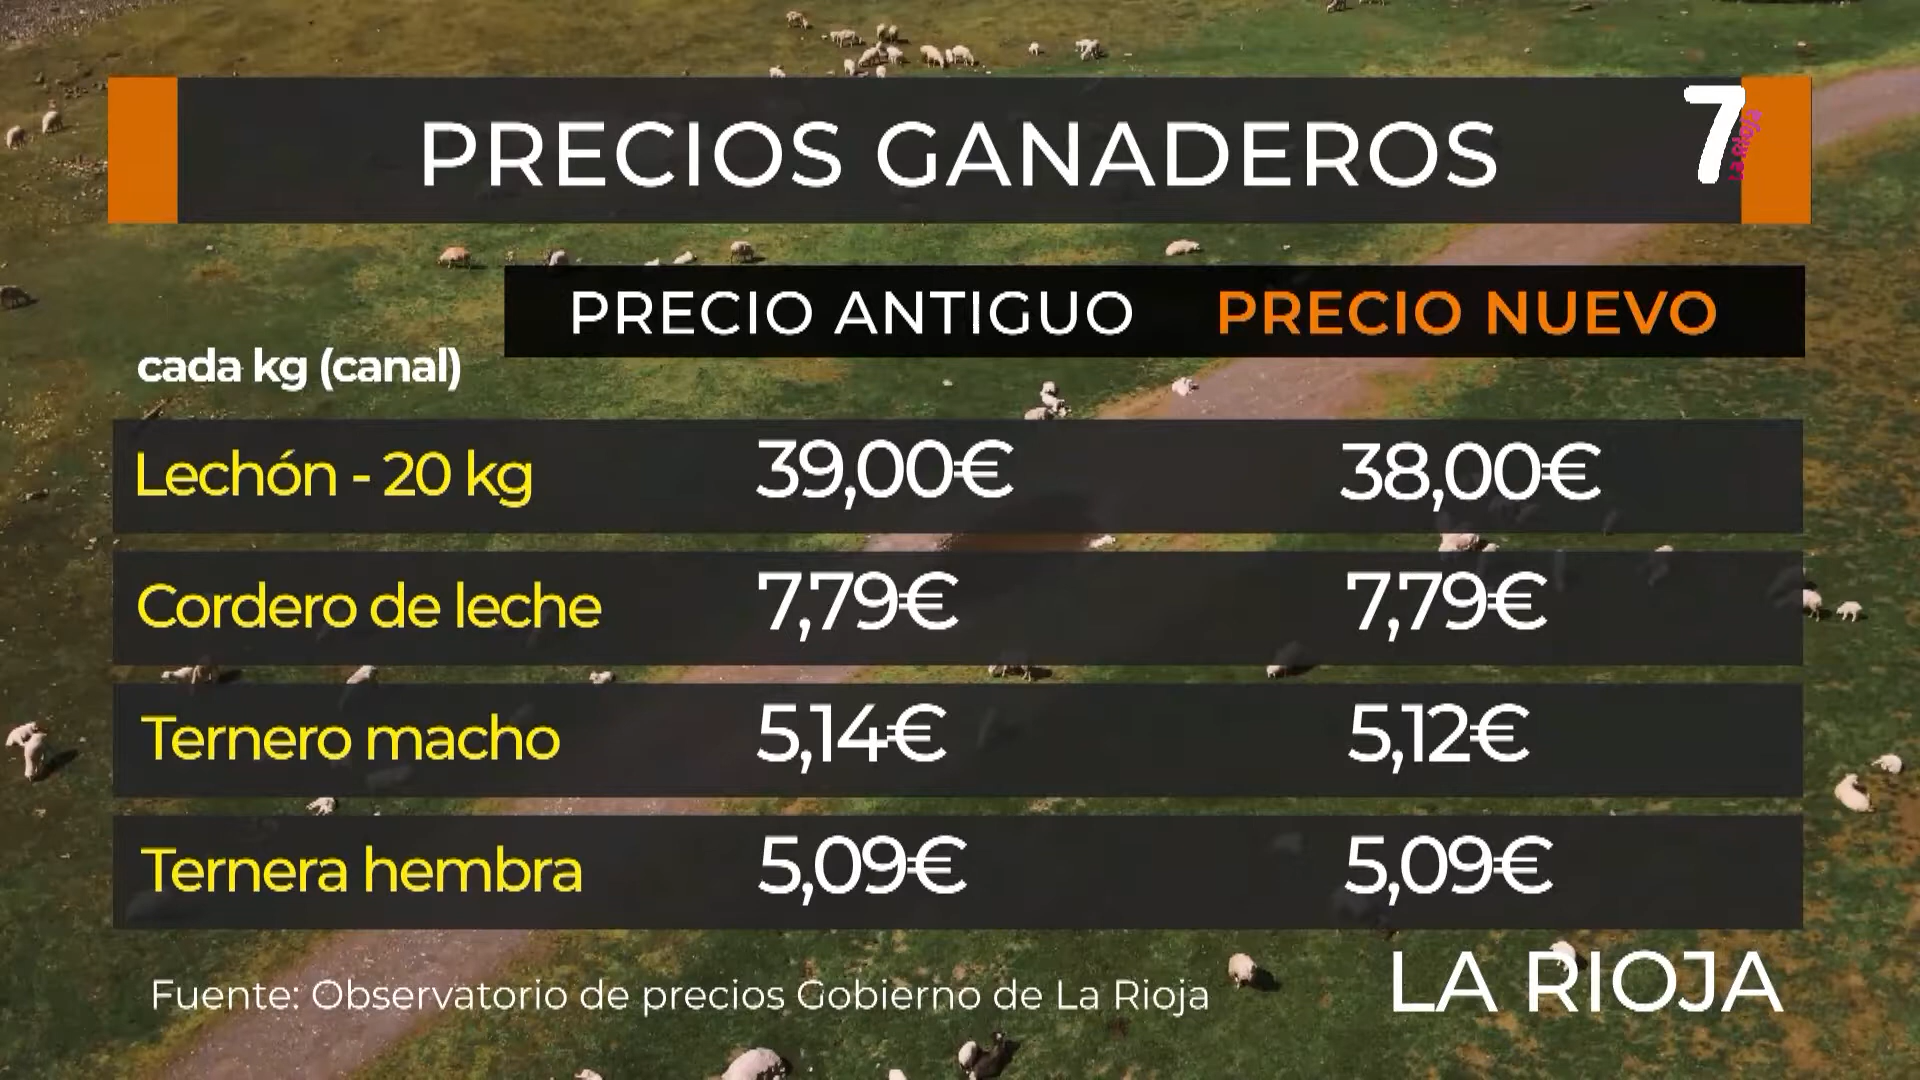 PRECIOS GANADEROS
7
La Rioja
PRECIO ANTIGUO PRECIO NUEVO
cada kg (canal)
Lechón - 20 kg 39,00€ 38,00€
Cordero de leche 7,79€ 7,79€
Ternero macho 5,14€ 5,12€
Ternera hembra 5,09€ 5,09€
Fuente: Observatorio de precios Gobierno de La Rioja
LA RIOJA